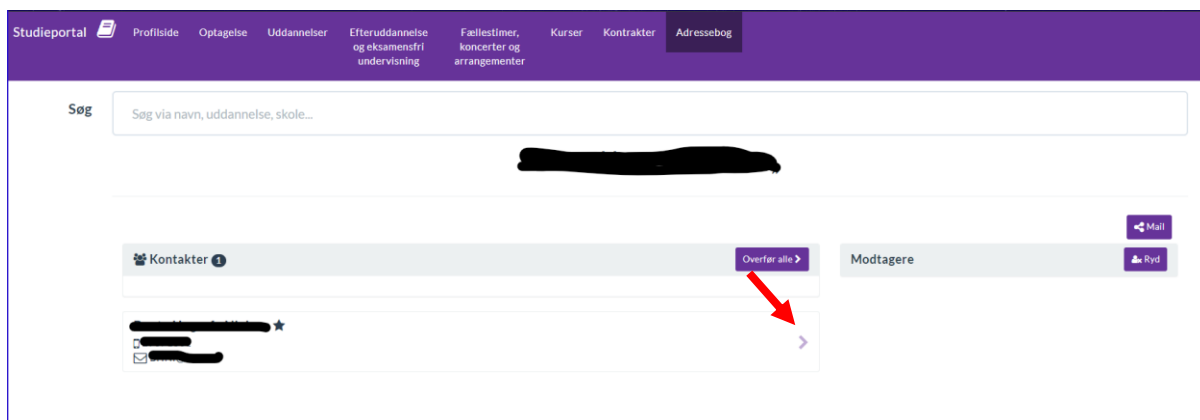 Studieportal
Profilside
Optagelse
Uddannelser
Efteruddannelse
og eksamensfri
undervisning
Fællestimer,
koncerter og
arrangementer
Kurser
Kontrakter
Adressebog
Søg
Søg via navn, uddannelse, skole...
Mail
Kontakter 1
Overfør alle
Modtagere
Ryd